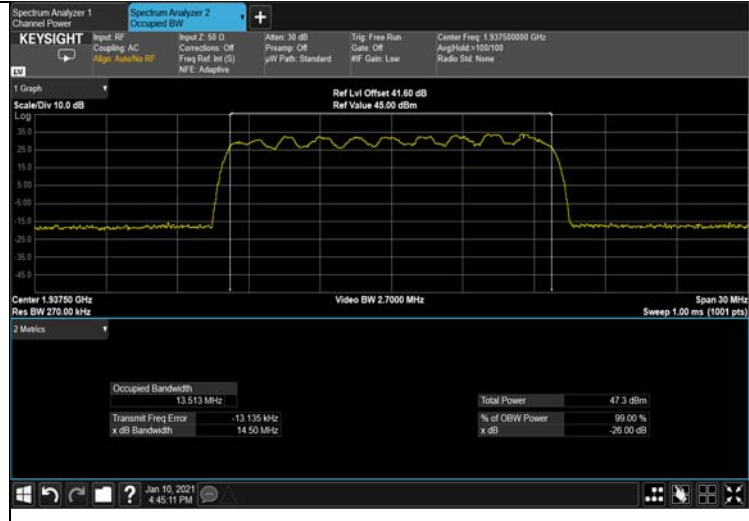 Spectrum Analyzer 1
Channel Power
Spectrum Analyzer 2
Occupied BW
+
KEYSIGHT
Input: RF
Coupling: AC
Align: Auto/No RF
Input Z: 50 Ω
Corrections: Off
Freq Ref: Int (S)
NFE: Adaptive
Atten: 30 dB
Preamp: Off
µW Path: Standard
Trig: Free Run
Gate: Off
#IF Gain: Low
Center Freq: 1.937500000 GHz
Avg|Hold:>100/100
Radio Std: None
LU
1 Graph
Scale/Div 10.0 dB
Ref Lvl Offset 41.60 dB
Ref Value 45.00 dBm
Log
35.0
25.0
15.0
5.00
-5.00
-15.0
-25.0
-35.0
-45.0
Center 1.93750 GHz
Res BW 270.00 kHz
Video BW 2.7000 MHz
Span 30 MHz
Sweep 1.00 ms (1001 pts)
2 Metrics
Occupied Bandwidth
13.513 MHz
Transmit Freq Error -13.135 kHz
x dB Bandwidth 14.50 MHz
Total Power 47.3 dBm
% of OBW Power 99.00 %
x dB -26.00 dB
?
Jan 10, 2021
4:45:11 PM